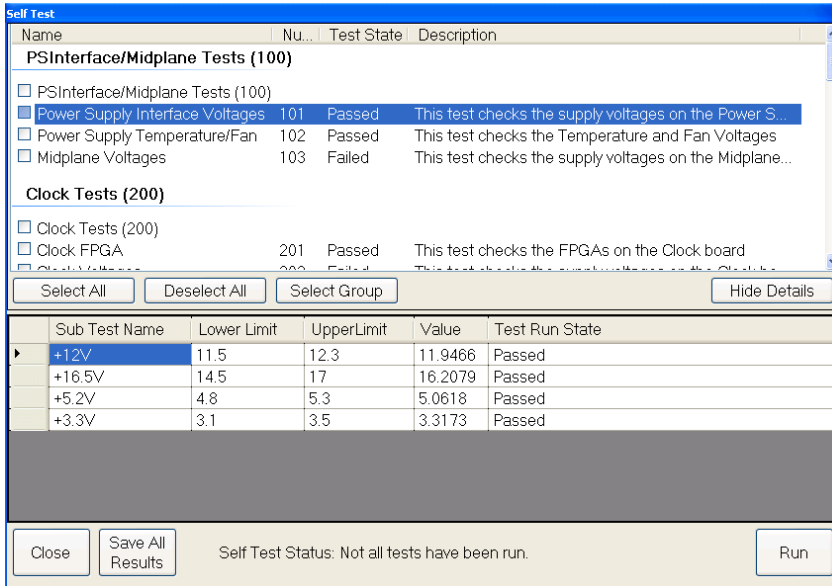 Self Test
Name Nu... Test State Description
PSInterface/Midplane Tests (100)
PSInterface/Midplane Tests (100)
Power Supply Interface Voltages 101 Passed This test checks the supply voltages on the Power S...
Power Supply Temperature/Fan 102 Passed This test checks the Temperature and Fan Voltages
Midplane Voltages 103 Failed This test checks the supply voltages on the Midplane...
Clock Tests (200)
Clock Tests (200)
Clock FPGA 201 Passed This test checks the FPGAs on the Clock board
Select All Deselect All Select Group Hide Details
Sub Test Name Lower Limit UpperLimit Value Test Run State
+12V 11.5 12.3 11.9466 Passed
+16.5V 14.5 17 16.2079 Passed
+5.2V 4.8 5.3 5.0618 Passed
+3.3V 3.1 3.5 3.3173 Passed
Close Save All Results Self Test Status: Not all tests have been run. Run